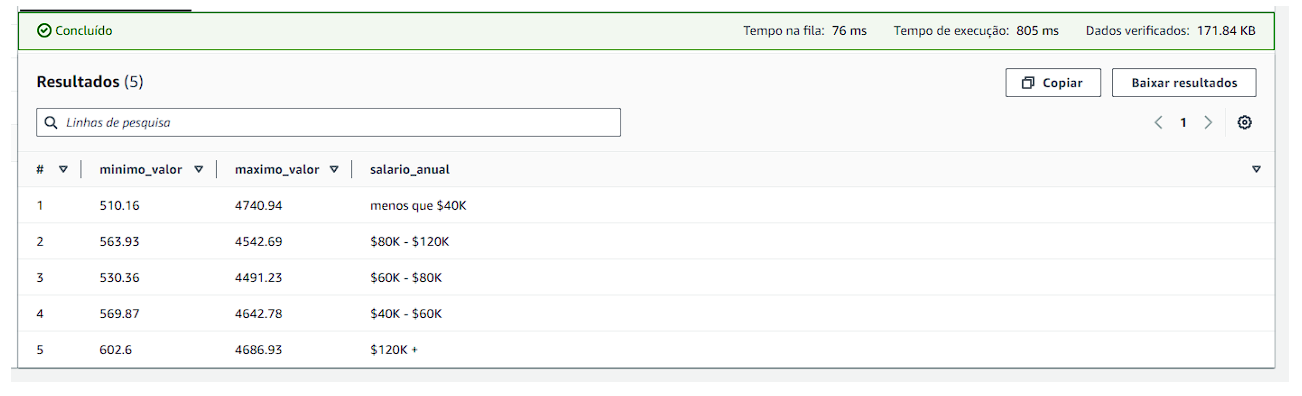 Concluído Tempo na fila: 76 ms Tempo de execução: 805 ms Dados verificados: 171.84 KB
Resultados (5) Copiar Baixar resultados
Linhas de pesquisa 1
# minimo_valor maximo_valor salario_anual
1 510.16 4740.94 menos que $40K
2 563.93 4542.69 $80K - $120K
3 530.36 4491.23 $60K - $80K
4 569.87 4642.78 $40K - $60K
5 602.6 4686.93 $120K +